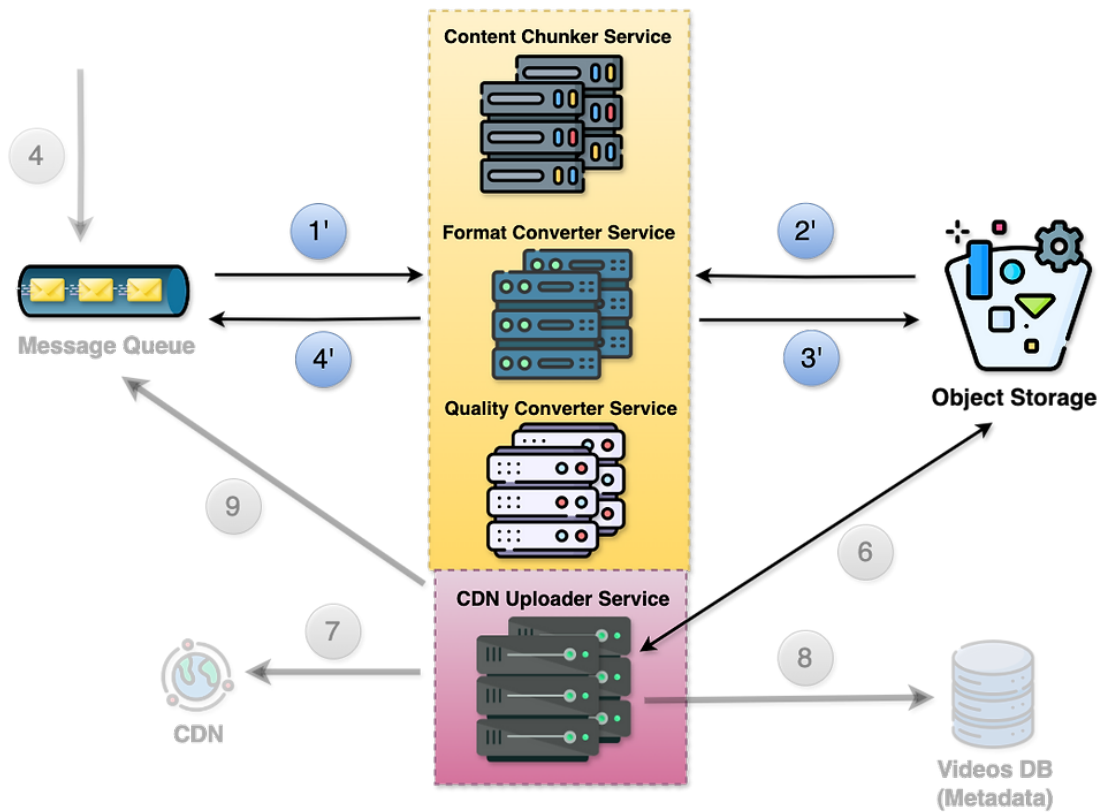 Content Chunker Service
4
1'
2'
Format Converter Service
Message Queue
4'
3'
Object Storage
Quality Converter Service
9
6
CDN Uploader Service
7
8
CDN
Videos DB
(Metadata)